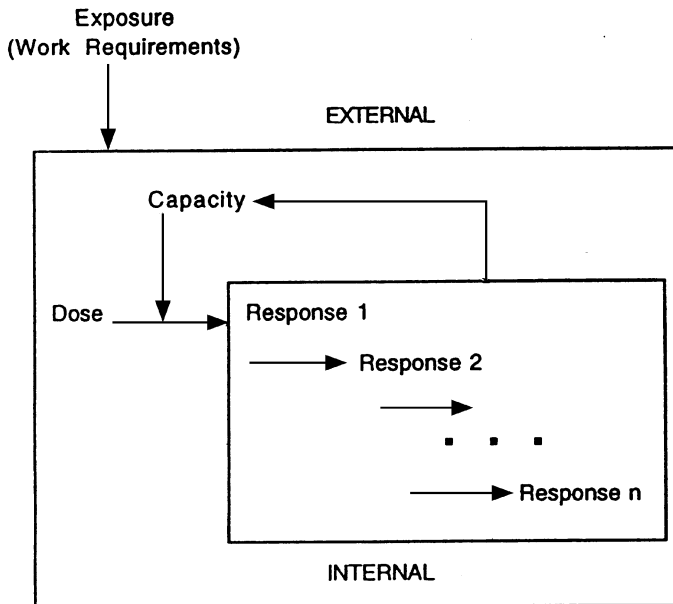 Exposure
(Work Requirements)
EXTERNAL
Capacity
Dose
Response 1
Response 2
Response n
INTERNAL